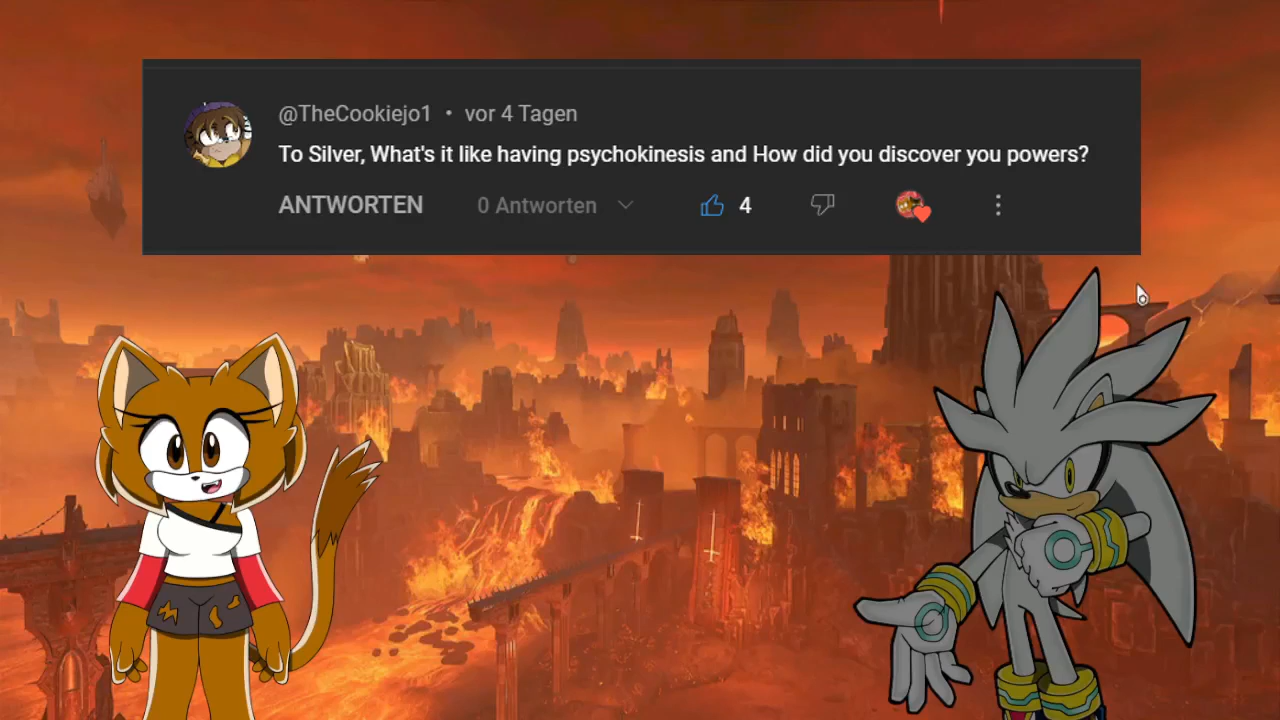 @TheCookiejo1 • vor 4 Tagen
To Silver, What's it like having psychokinesis and How did you discover you powers?
ANTWORTEN 0 Antworten 4